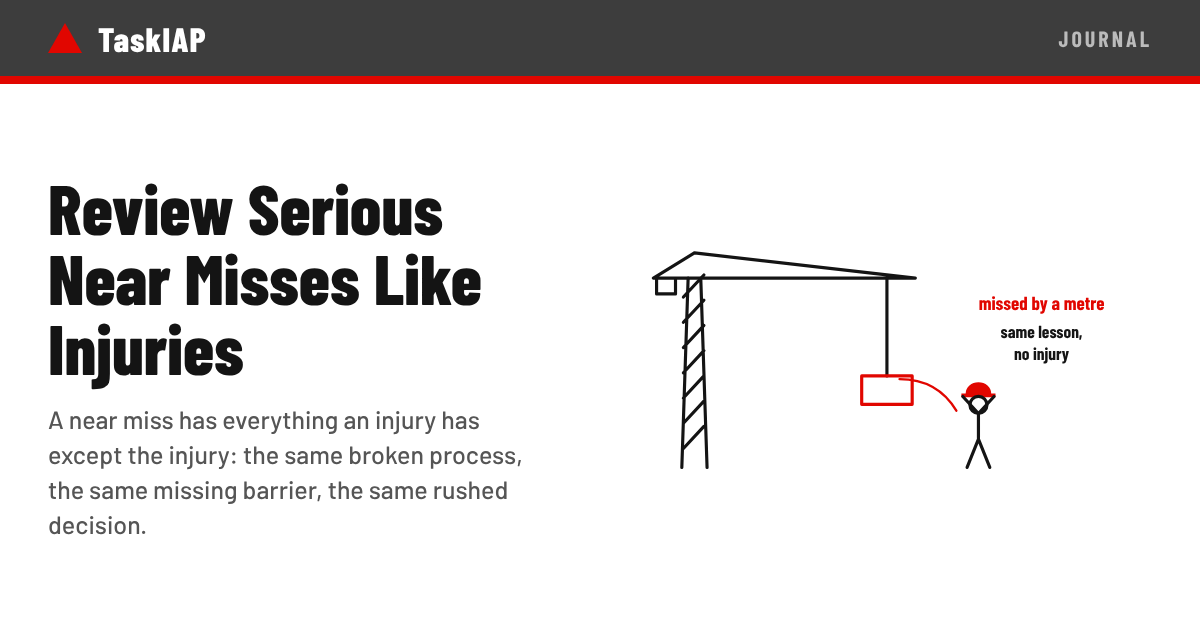 TaskIAP
JOURNAL
Review Serious
Near Misses Like
Injuries
A near miss has everything an injury has
except the injury: the same broken process,
the same missing barrier, the same rushed
decision.
missed by a metre
same lesson,
no injury